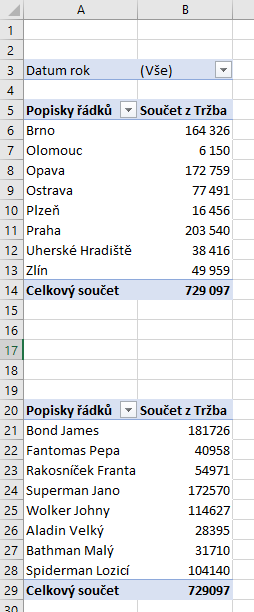 A B
1
2
3 Datum rok (Vše)
4
5 Popisky řádků Součet z Tržba
6 Brno 164 326
7 Olomouc 6 150
8 Opava 172 759
9 Ostrava 77 491
10 Plzeň 16 456
11 Praha 203 540
12 Uherské Hradiště 38 416
13 Zlín 49 959
14 Celkový součet 729 097
15
16
17
18
19
20 Popisky řádků Součet z Tržba
21 Bond James 181726
22 Fantomas Pepa 40958
23 Rakosníček Franta 54971
24 Superman Jano 172570
25 Wolker Johny 114627
26 Aladin Velký 28395
27 Bathman Malý 31710
28 Spiderman Lozicí 104140
29 Celkový součet 729097
30